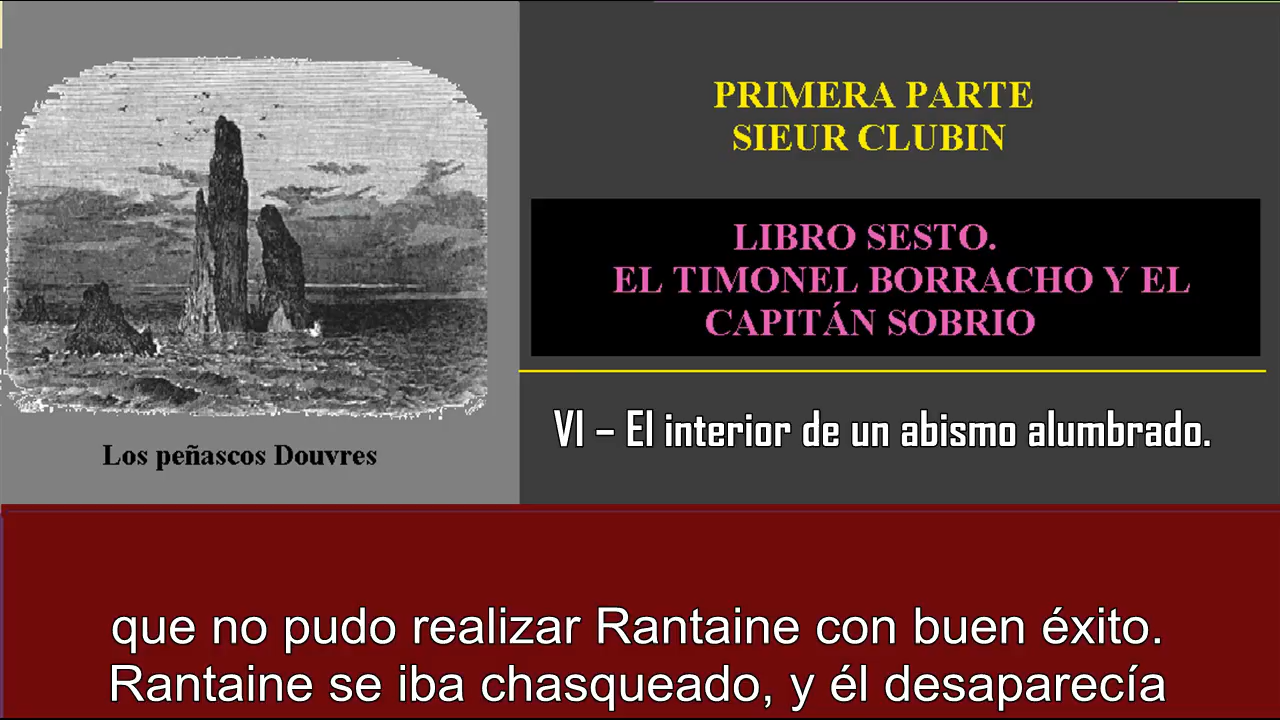 PRIMERA PARTE
SIEUR CLUBIN
LIBRO SESTO.
EL TIMONEL BORRACHO Y EL
CAPITÁN SOBRIO
VI – El interior de un abismo alumbrado.
Los peñascos Douvres
que no pudo realizar Rantaine con buen éxito.
Rantaine se iba chasqueado, y él desaparecía